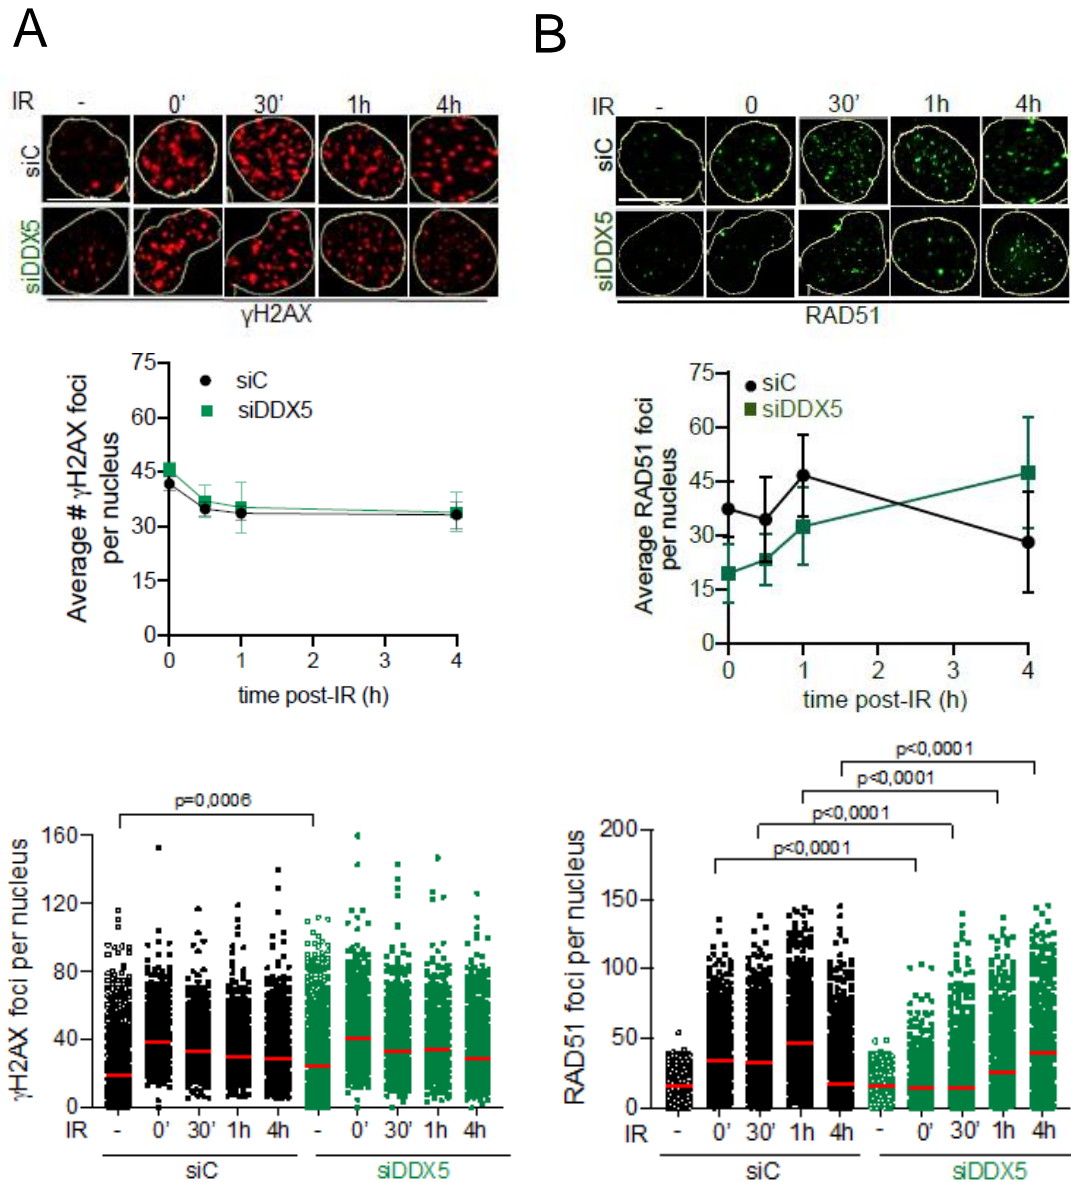 A
B
IR - 0' 30' 1h 4h
siC
siDDX5
γH2AX
IR - 0 30' 1h 4h
siC
siDDX5
RAD51
Average # γH2AX foci
per nucleus
75
60
45
30
15
0
siC
siDDX5
0 1 2 3 4
time post-IR (h)
Average RAD51 foci
per nucleus
75
60
45
30
15
0
siC
siDDX5
0 1 2 3 4
time post-IR (h)
p=0,0006
γH2AX foci per nucleus
160
120
80
40
0
IR - 0' 30' 1h 4h - 0' 30' 1h 4h
siC siDDX5
p<0,0001
p<0,0001
p<0,0001
p<0,0001
RAD51 foci per nucleus
200
150
100
50
0
IR - 0' 30' 1h 4h - 0' 30' 1h 4h
siC siDDX5